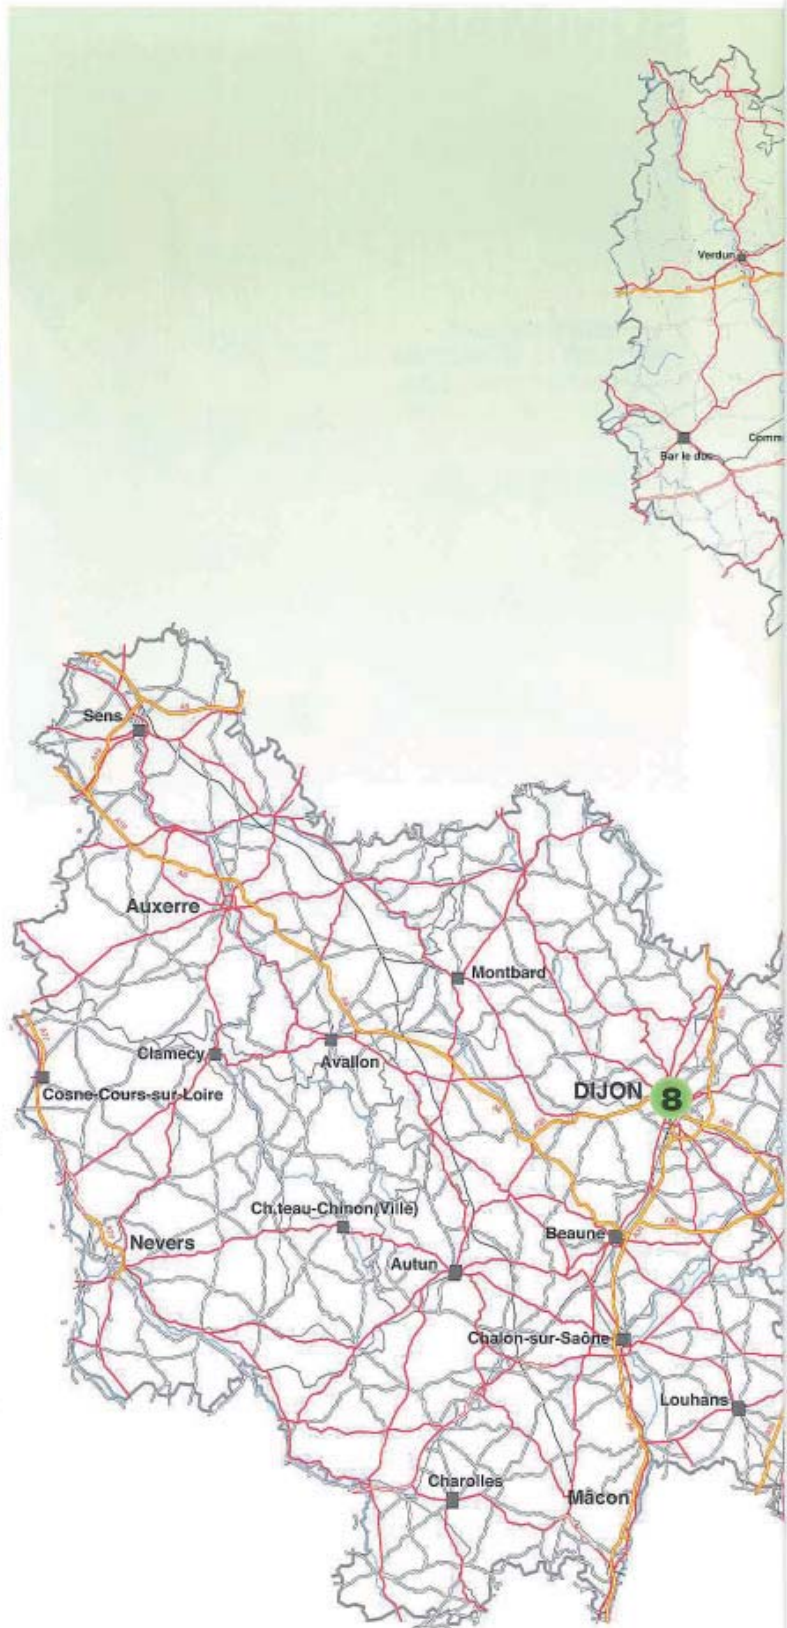 Verdun
Bar le duc
Comm
Sens
Auxerre
Montbard
Clamecy
Avallon
Cosne-Cours-sur-Loire
DIJON 8
Ch.teau-Chinon(Ville)
Nevers
Beaune
Autun
Chalon-sur-Saône
Louhans
Charolles
Mâcon